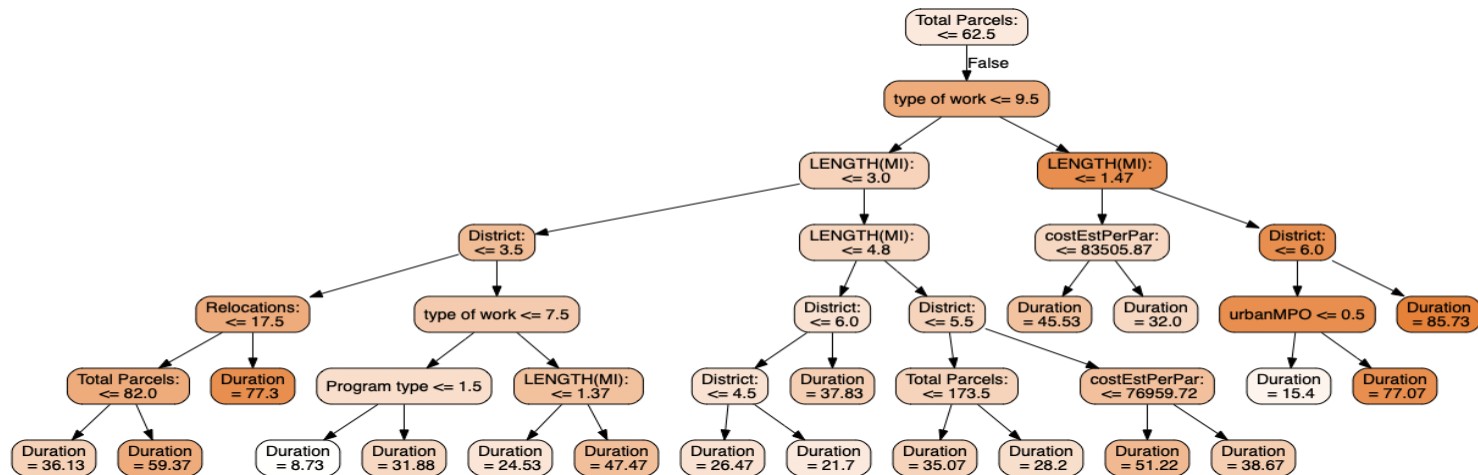 Total Parcels:
<= 62.5
False
type of work <= 9.5
LENGTH(MI):
<= 3.0
LENGTH(MI):
<= 1.47
District:
<= 3.5
LENGTH(MI):
<= 4.8
costEstPerPar:
<= 83505.87
District:
<= 6.0
Relocations:
<= 17.5
type of work <= 7.5
District:
<= 6.0
District:
<= 5.5
Duration
= 45.53
Duration
= 32.0
urbanMPO <= 0.5
Duration
= 85.73
Total Parcels:
<= 82.0
Duration
= 77.3
Program type <= 1.5
LENGTH(MI):
<= 1.37
District:
<= 4.5
Duration
= 37.83
Total Parcels:
<= 173.5
costEstPerPar:
<= 76959.72
Duration
= 15.4
Duration
= 77.07
Duration
= 36.13
Duration
= 59.37
Duration
= 8.73
Duration
= 31.88
Duration
= 24.53
Duration
= 47.47
Duration
= 26.47
Duration
= 21.7
Duration
= 35.07
Duration
= 28.2
Duration
= 51.22
Duration
= 38.67